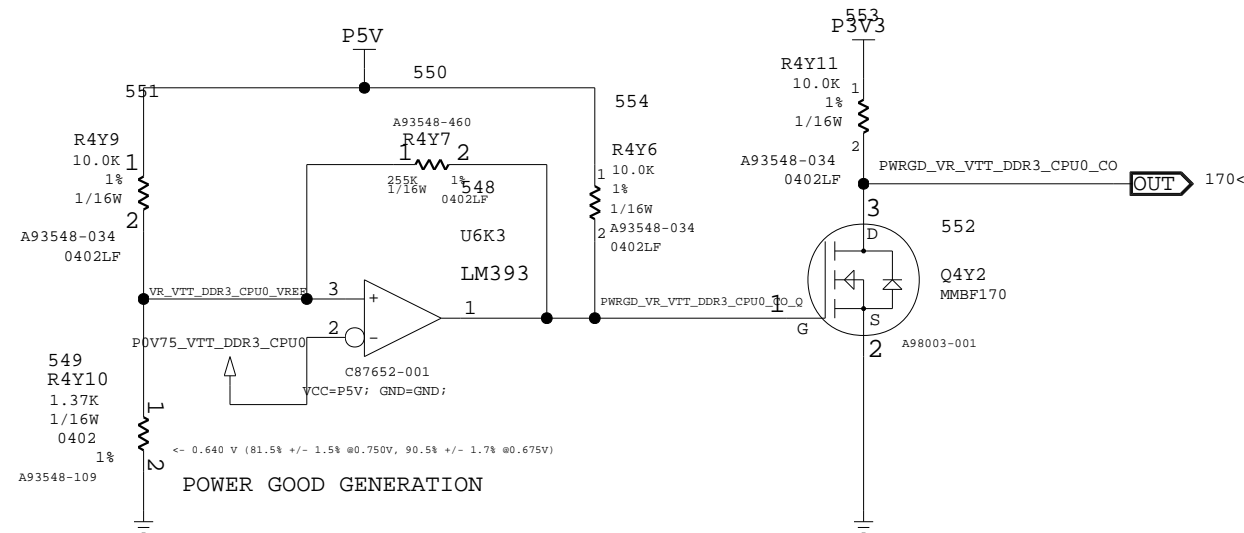 553
P3V3
P5V
550
551
554
R4Y11
10.0K
1
1%
1/16W
2
A93548-034
0402LF
A93548-460
R4Y7
1
2
255K
1%
1/16W
0402LF
548
R4Y9
10.0K
1
1%
1/16W
2
A93548-034
0402LF
R4Y6
1
10.0K
1%
1/16W
2
A93548-034
0402LF
PWRGD_VR_VTT_DDR3_CPU0_CO
OUT
170<
3
D
552
U6K3
LM393
Q4Y2
MMBF170
VR_VTT_DDR3_CPU0_VREF
3
+
1
PWRGD_VR_VTT_DDR3_CPU0_CO_Q
1
G
S
2
A98003-001
2
-
P0V75_VTT_DDR3_CPU0
C87652-001
VCC=P5V; GND=GND;
549
R4Y10
1.37K
1
1/16W
0402
1%
2
A93548-109
<- 0.640 V (81.5% +/- 1.5% @0.750V, 90.5% +/- 1.7% @0.675V)
POWER GOOD GENERATION